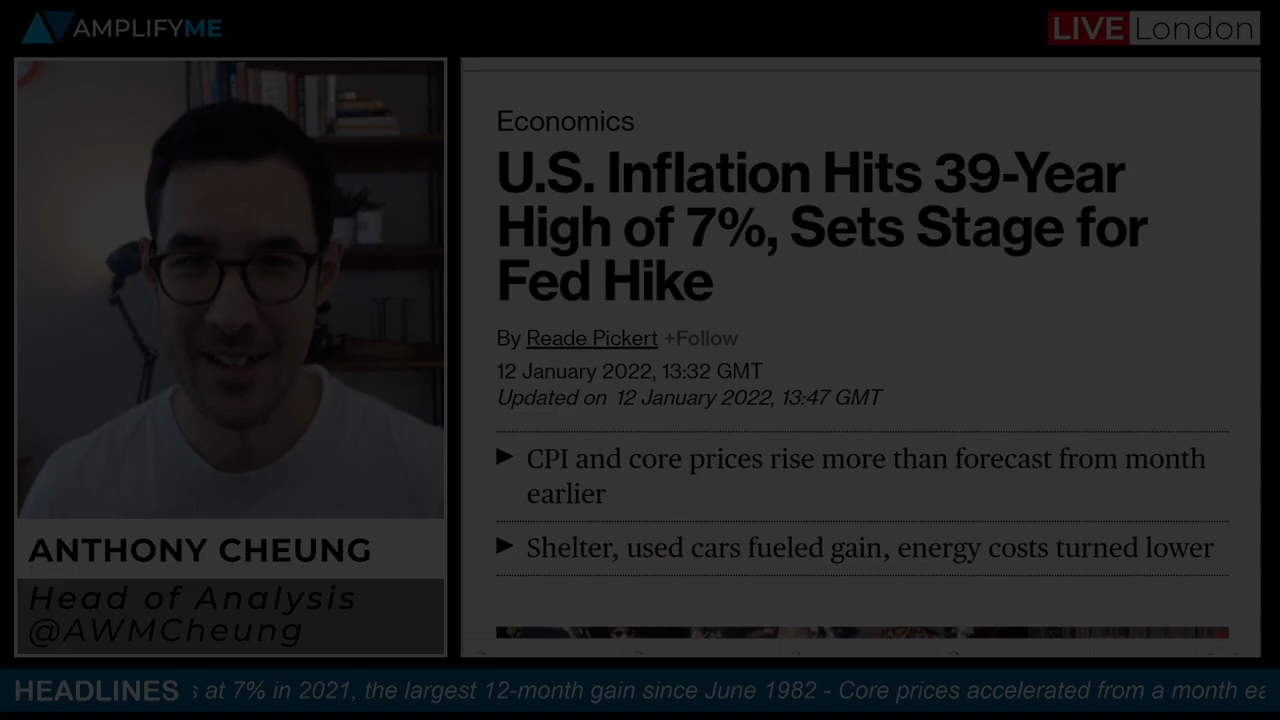 AMPLIFYME
LIVE London
Economics
U.S. Inflation Hits 39-Year
High of 7%, Sets Stage for
Fed Hike
By Reade Pickert +Follow
12 January 2022, 13:32 GMT
Updated on 12 January 2022, 13:47 GMT
CPI and core prices rise more than forecast from month
earlier
Shelter, used cars fueled gain, energy costs turned lower
ANTHONY CHEUNG
Head of Analysis
@AWMCheung
HEADLINES at 7% in 2021, the largest 12-month gain since June 1982 - Core prices accelerated from a month